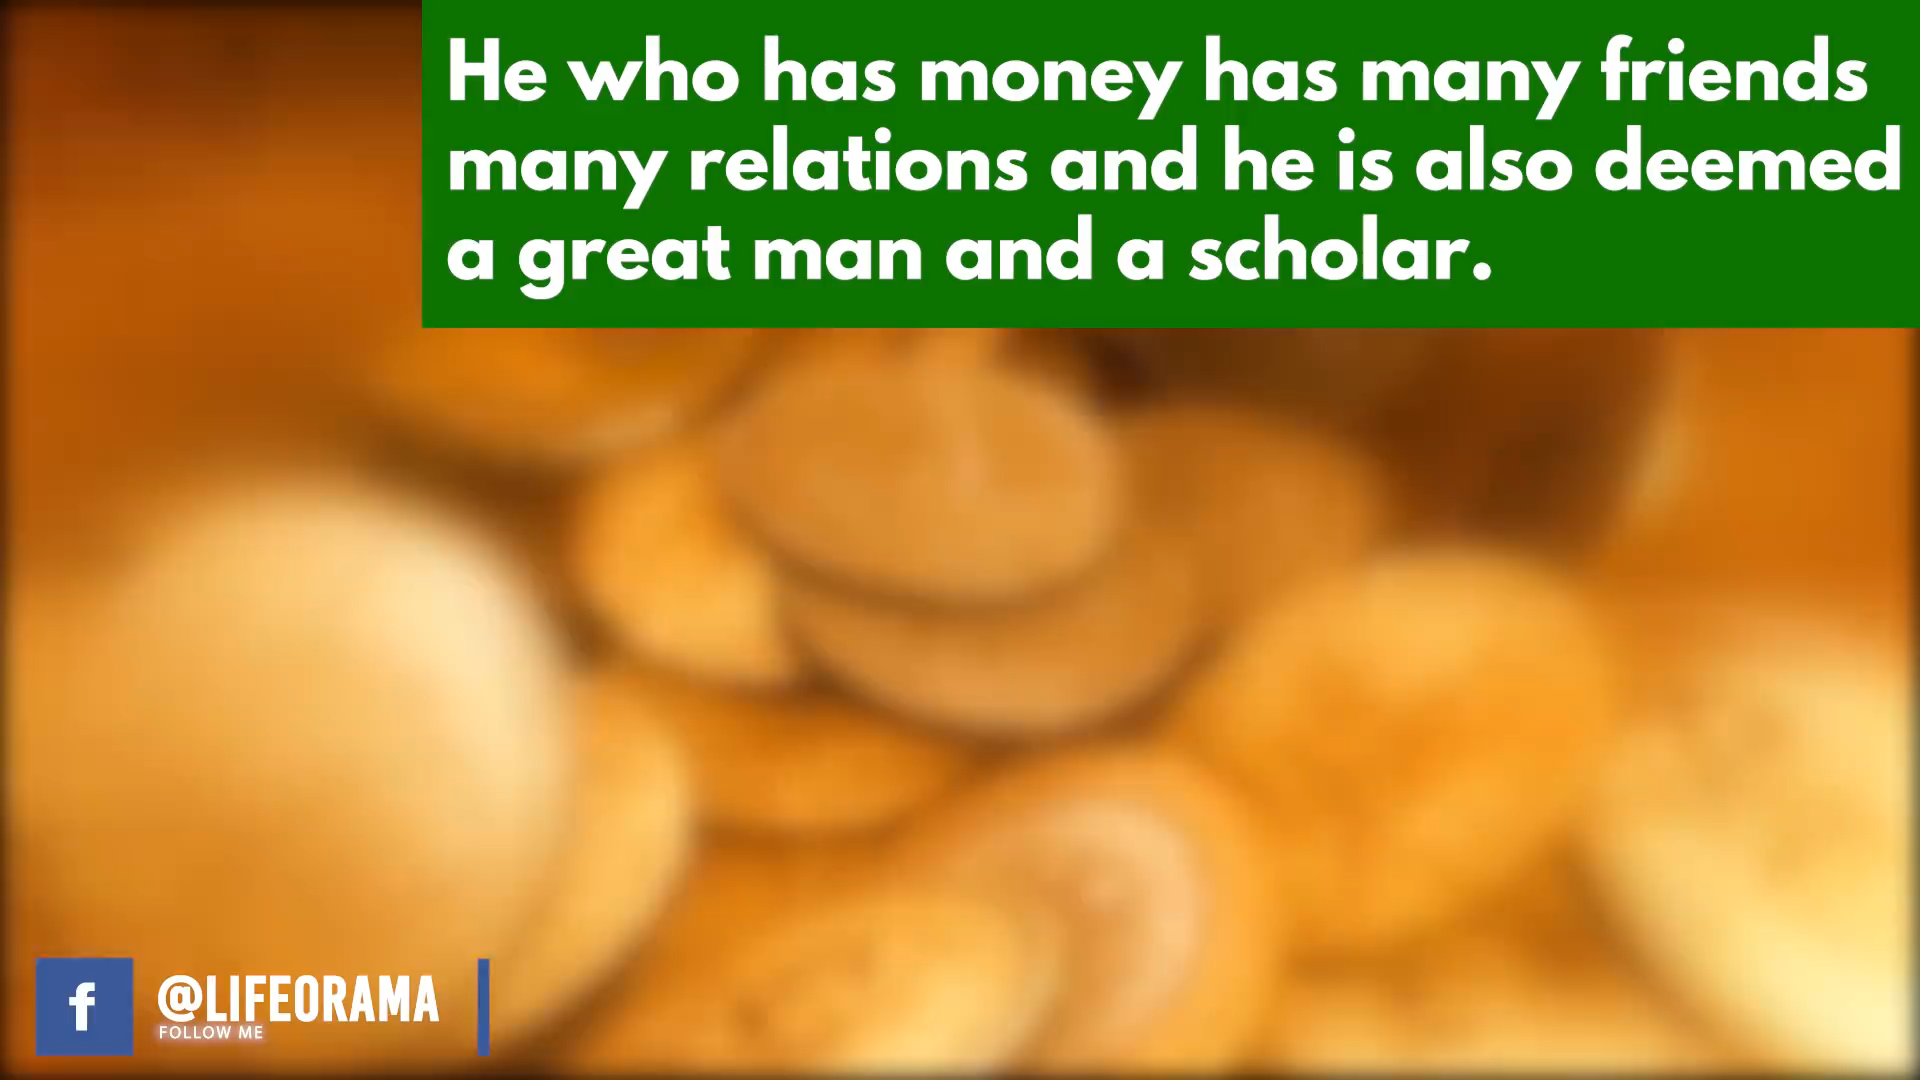 He who has money has many friends
many relations and he is also deemed
a great man and a scholar.
f
@LIFEORAMA
FOLLOW ME